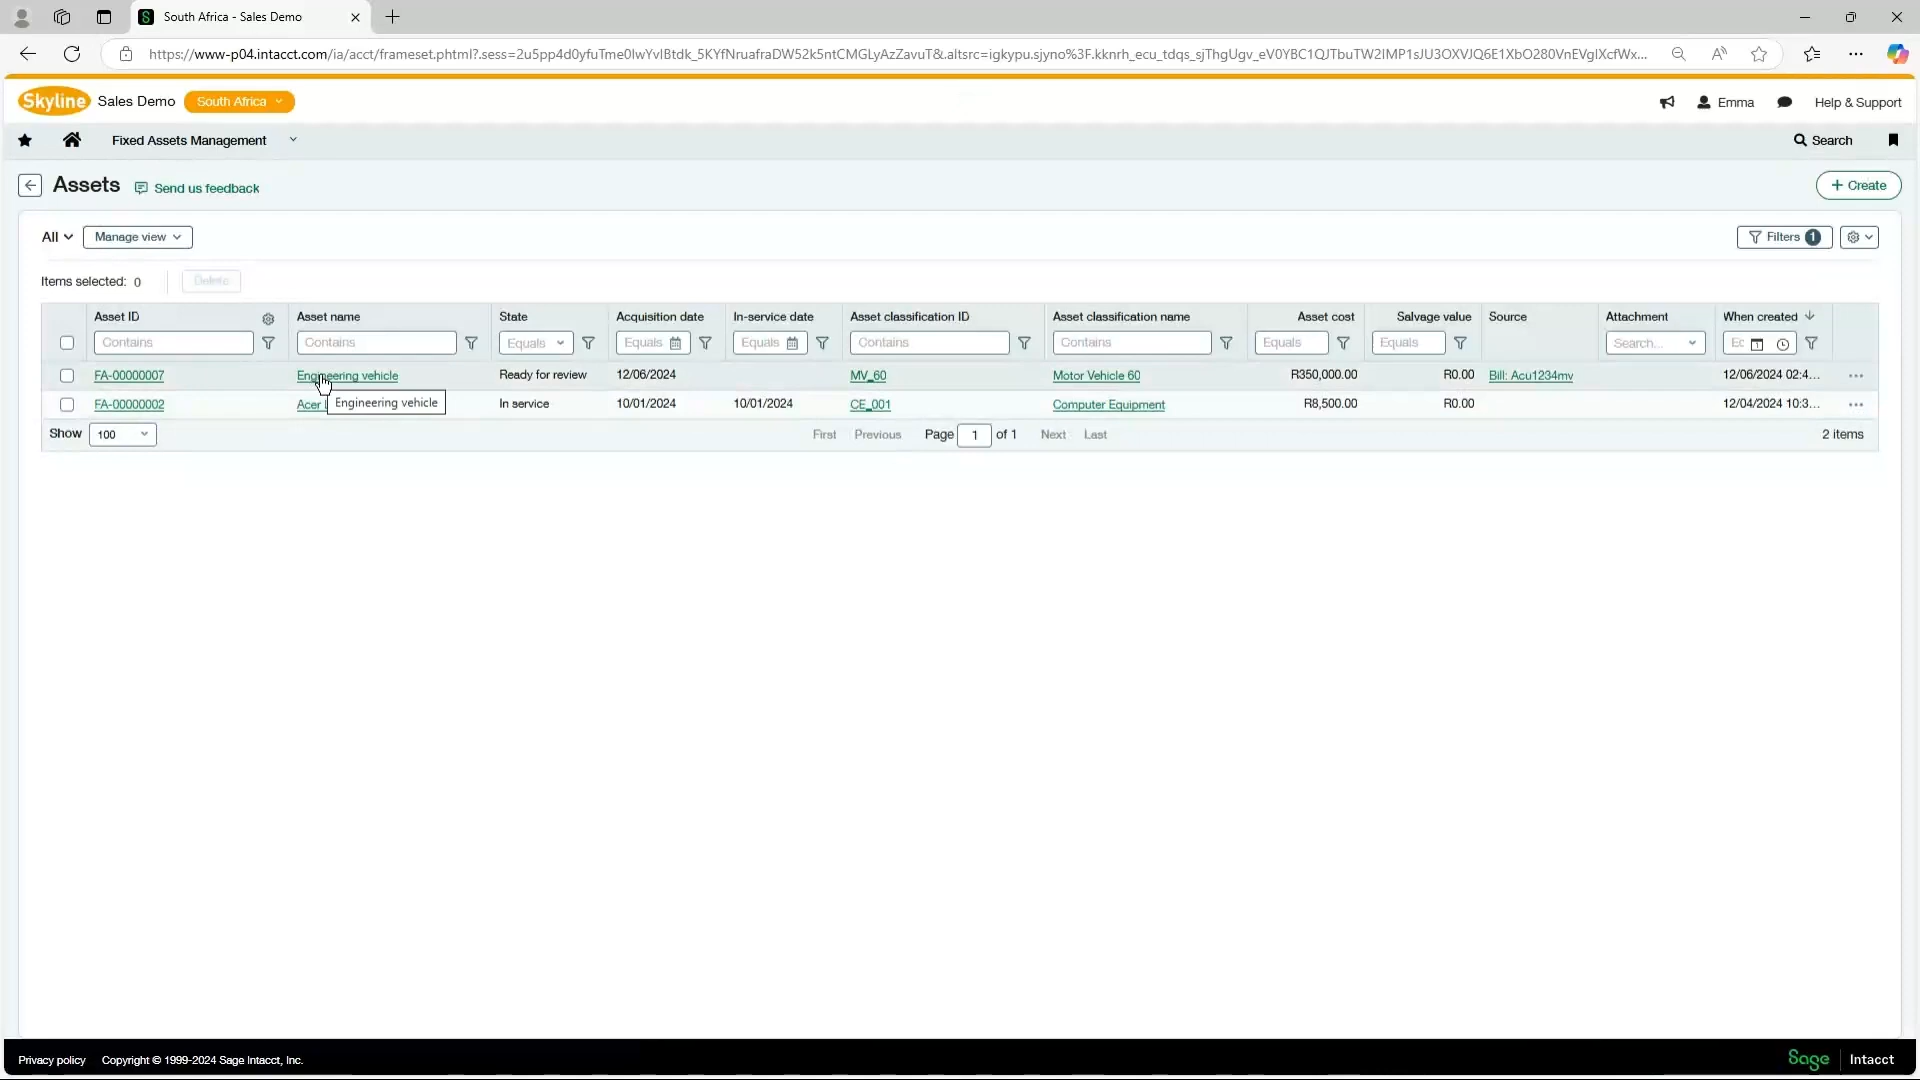 South Africa - Sales Demo
https://www-p04.intacct.com/ia/acct/frameset.phtml?.sess=2u5pp4d0yfuTme0lwYvlBtdk_5KYfNruafraDW52k5ntCMGLyAzZavuT&.altsrc=igkypu.sjyno%3F.kknrh_ecu_tdqs_sjThgUgv_eV0YBC1QJTbuTW2IMP1sJU3OXVJQ6E1XbO280VnEVglXcfWx...
Skyline Sales Demo South Africa Emma Help & Support
Fixed Assets Management Search
Assets Send us feedback + Create
All Manage view Filters 1
Items selected: 0 Delete
Asset ID Asset name State Acquisition date In-service date Asset classification ID Asset classification name Asset cost Salvage value Source Attachment When created
Contains Contains Equals Equals Equals Contains Contains Equals Equals Search...
FA-00000007 Engineering vehicle Ready for review 12/06/2024 MV_60 Motor Vehicle 60 R350,000.00 R0.00 Bill: Acu1234mv 12/06/2024 02:4... ...
FA-00000002 Acer Engineering vehicle In service 10/01/2024 10/01/2024 CE_001 Computer Equipment R8,500.00 R0.00 12/04/2024 10:3... ...
Show 100 First Previous Page 1 of 1 Next Last 2 items
Privacy policy Copyright © 1999-2024 Sage Intacct, Inc. Sage Intacct